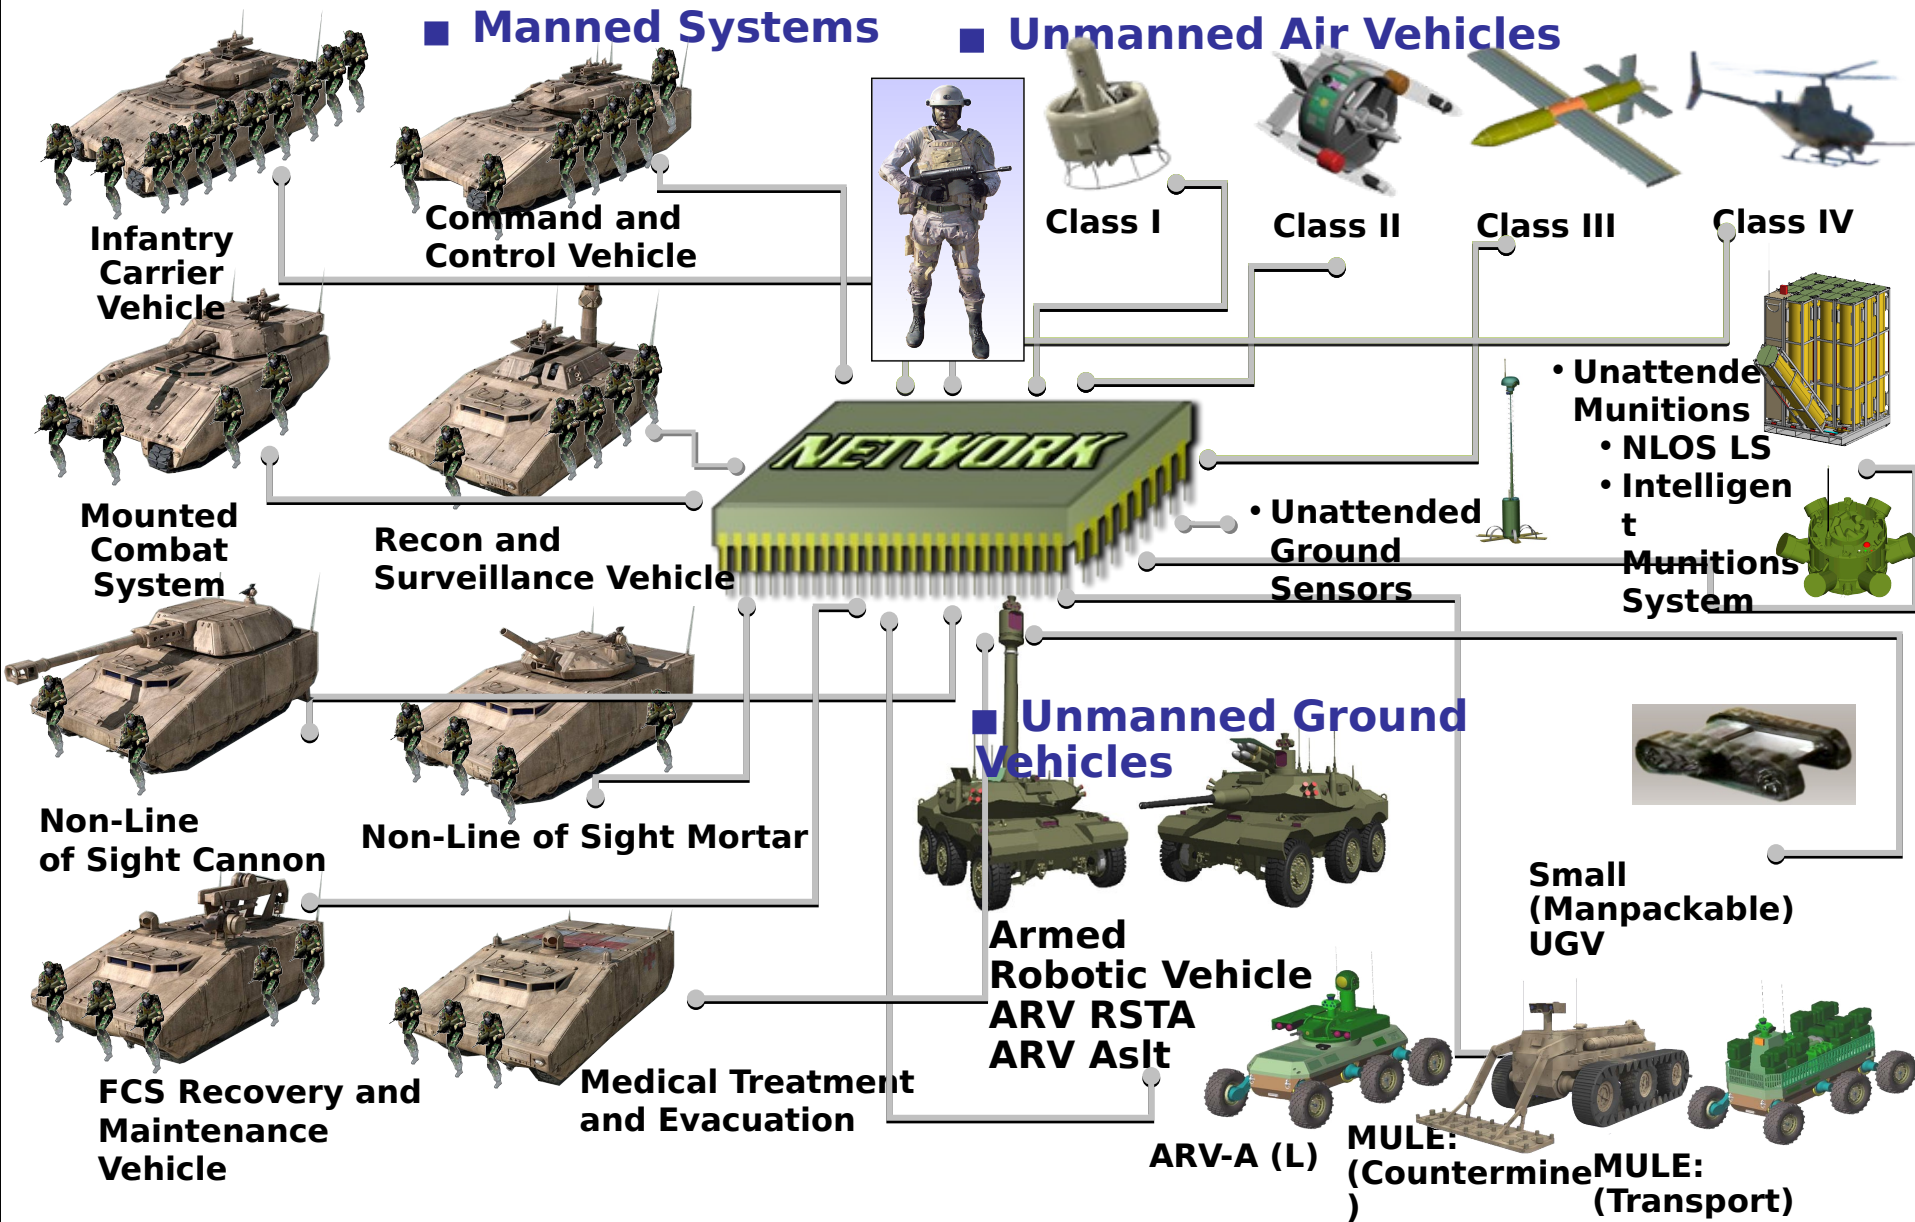 ■ Manned Systems
■ Unmanned Air Vehicles
Infantry
Carrier
Vehicle
Command and
Control Vehicle
Class I
Class II
Class III
Class IV
Mounted
Combat
System
Recon and
Surveillance Vehicle
NETWORK
• Unattended
Ground
Sensors
• Unattende
Munitions
• NLOS LS
• Intelligen
t
Munitions
System
Non-Line
of Sight Cannon
Non-Line of Sight Mortar
■ Unmanned Ground
Vehicles
Small
(Manpackable)
UGV
FCS Recovery and
Maintenance
Vehicle
Medical Treatment
and Evacuation
Armed
Robotic Vehicle
ARV RSTA
ARV Aslt
ARV-A (L)
MULE:
(Countermine
)
MULE:
(Transport)